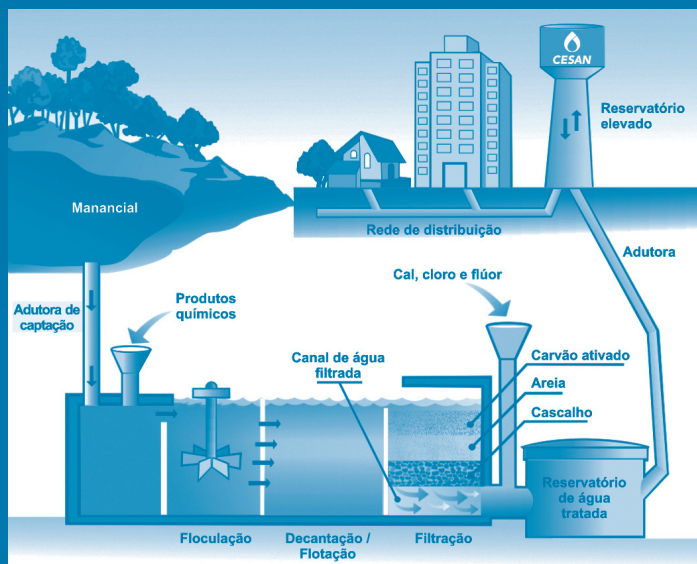 CESAN
Reservatório
elevado
Manancial
Rede de distribuição
Adutora
Adutora de
captação
Produtos
químicos
Cal, cloro e flúor
Canal de água
filtrada
Carvão ativado
Areia
Cascalho
Reservatório
de água
tratada
Floculação
Decantação /
Flotação
Filtração